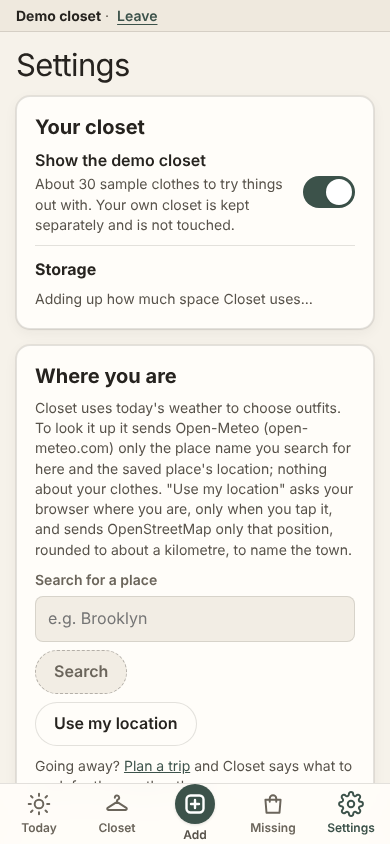 Demo closet · Leave
Settings
Your closet
Show the demo closet
About 30 sample clothes to try things
out with. Your own closet is kept
separately and is not touched.
Storage
Adding up how much space Closet uses...
Where you are
Closet uses today's weather to choose outfits.
To look it up it sends Open-Meteo (open-
meteo.com) only the place name you search for
here and the saved place's location; nothing
about your clothes. "Use my location" asks your
browser where you are, only when you tap it,
and sends OpenStreetMap only that position,
rounded to about a kilometre, to name the town.
Search for a place
e.g. Brooklyn
Search
Use my location
Going away? Plan a trip and Closet says what to
Today
Closet
Add
Missing
Settings